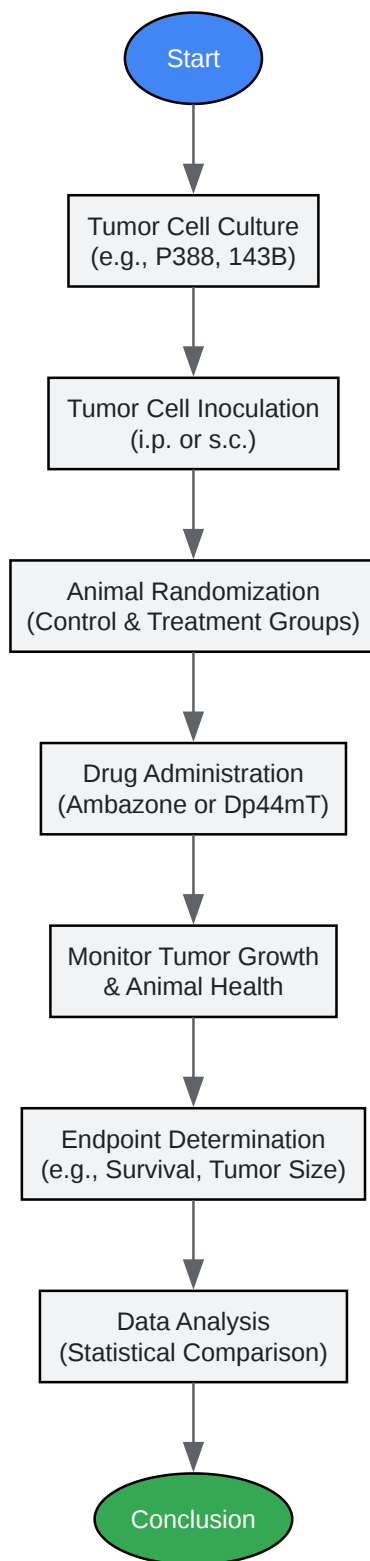 Start
Tumor Cell Culture
(e.g., P388, 143B)
Tumor Cell Inoculation
(i.p. or s.c.)
Animal Randomization
(Control & Treatment Groups)
Drug Administration
(Ambazone or Dp44mT)
Monitor Tumor Growth
& Animal Health
Endpoint Determination
(e.g., Survival, Tumor Size)
Data Analysis
(Statistical Comparison)
Conclusion